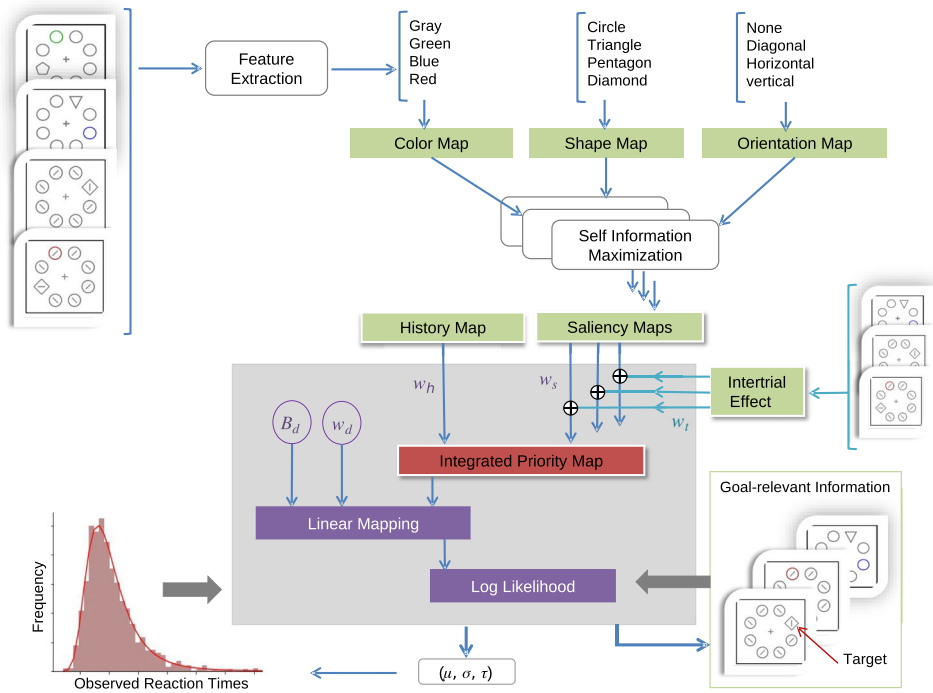 Feature
Extraction
Gray
Green
Blue
Red
Circle
Triangle
Pentagon
Diamond
None
Diagonal
Horizontal
vertical
Color Map
Shape Map
Orientation Map
Self Information
Maximization
History Map
Saliency Maps
Intertrial
Effect
w_h
w_s
w_t
B_d
w_d
Integrated Priority Map
Linear Mapping
Log Likelihood
Goal-relevant Information
Target
Frequency
Observed Reaction Times
(μ, σ, τ)